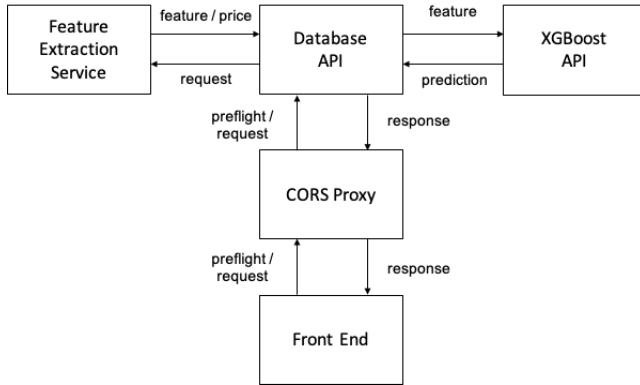 Feature
Extraction
Service
feature / price
request
Database
API
feature
prediction
XGBoost
API
preflight /
request
response
CORS Proxy
preflight /
request
response
Front End